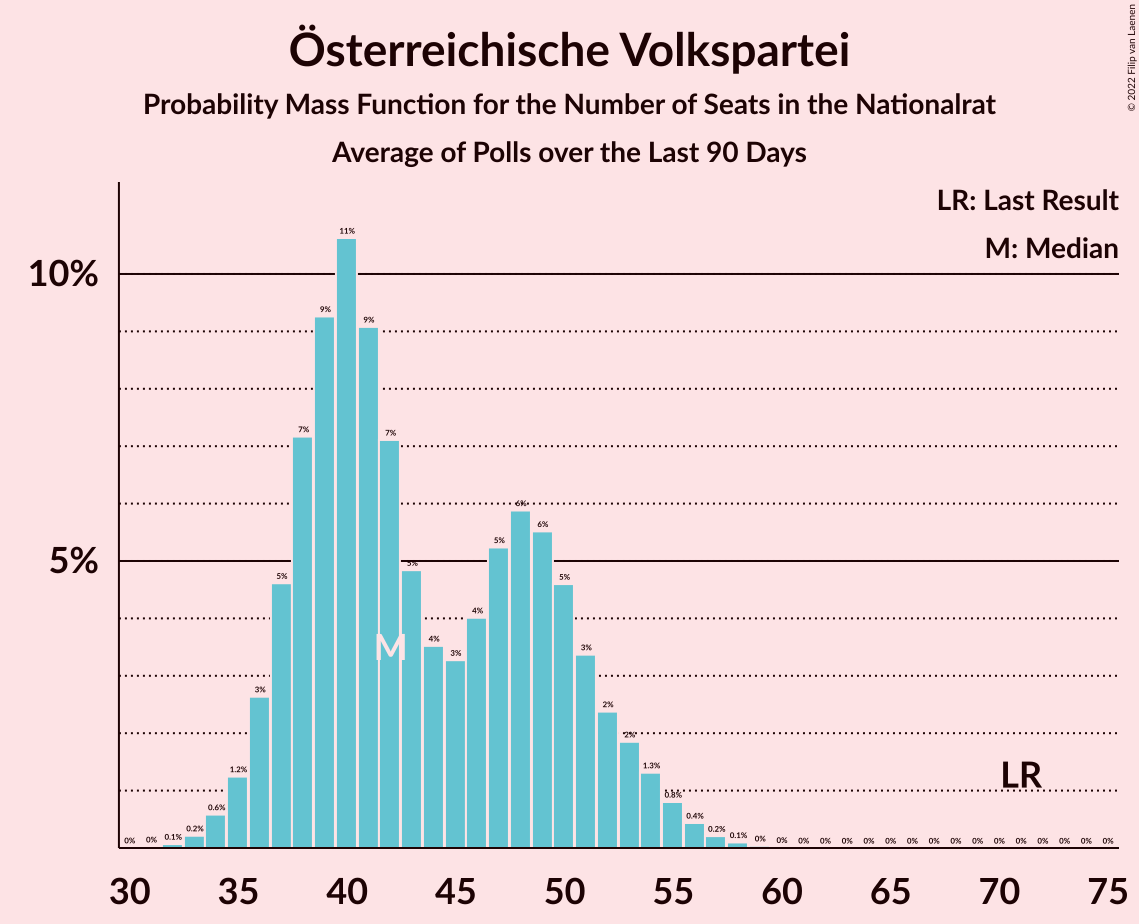 Österreichische Volkspartei
Probability Mass Function for the Number of Seats in the Nationalrat
Average of Polls over the Last 90 Days
© 2022 Filip van Laenen
LR: Last Result
M: Median
10%
5%
0% 0% 0.1% 0.2% 0.6% 1.2% 3% 5% 7% 9% 11% 9% 7% 5% 4% 3% 4% 5% 6% 6% 5% 3% 2% 2% 1.3% 0.8% 0.4% 0.2% 0.1% 0% 0% 0% 0% 0% 0% 0% 0% 0% 0% 0% 0% 0% 0% 0% 0% 0%
M
LR
30 35 40 45 50 55 60 65 70 75